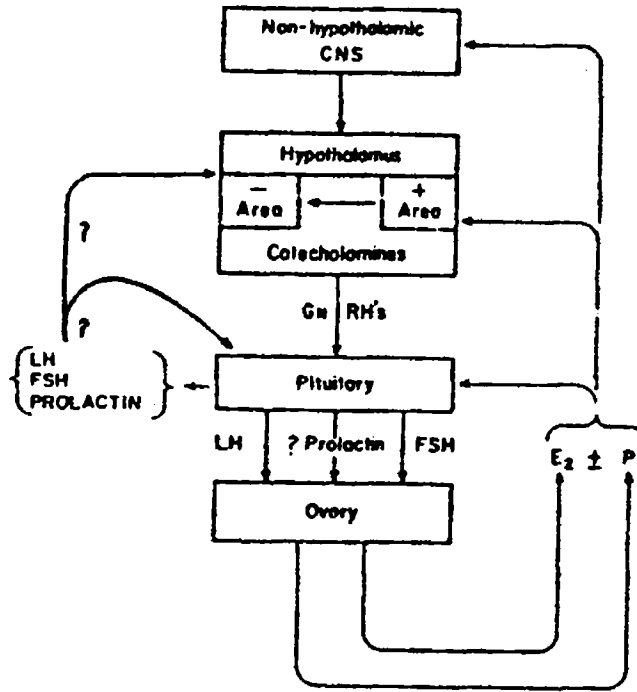 Non-hypothalamic
CNS
Hypothalamus
− +
Area Area
Catecholamines
?
Gn RH's
?
LH
FSH
PROLACTIN
Pituitary
LH ? Prolactin FSH
E₂ ± P
Ovary